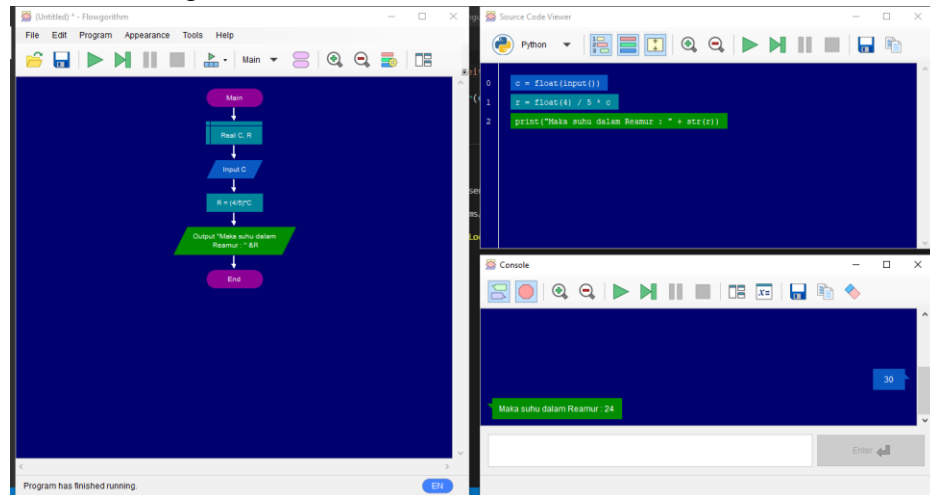 (Untitled) * - Flowgorithm
File Edit Program Appearance Tools Help
Main
Main
Real C, R
Input C
R = (4/5)*C
Output "Maka suhu dalam
Reamur : " &R
End
Program has finished running.
EN
Source Code Viewer
Python
0 c = float(input())
1 r = float(4) / 5 * c
2 print("Maka suhu dalam Reamur : " + str(r))
Console
x=
30
Maka suhu dalam Reamur : 24
Enter